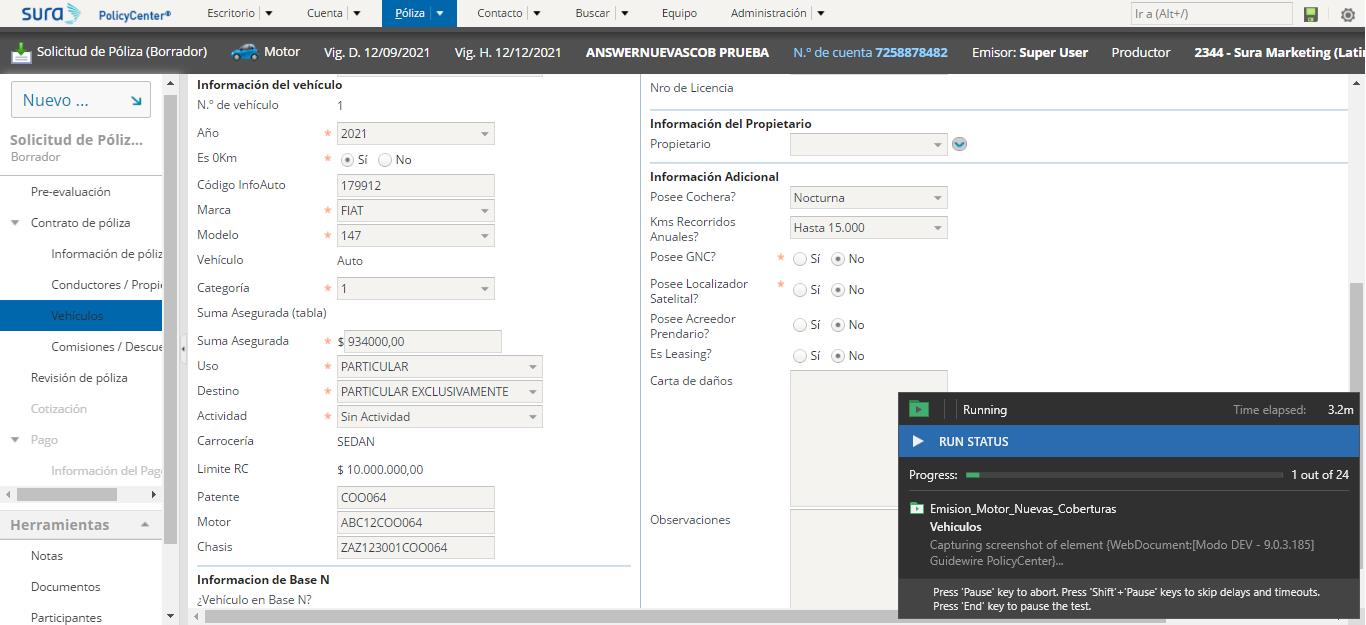 sura PolicyCenter®
Escritorio
Cuenta
Póliza
Contacto
Buscar
Equipo
Administración
Ir a (Alt+/)
Solicitud de Póliza (Borrador)
Motor
Vig. D. 12/09/2021
Vig. H. 12/12/2021
ANSWERNUEVASCOB PRUEBA
N.º de cuenta 7258878482
Emisor: Super User
Productor
2344 - Sura Marketing (Latin
Nuevo ...
Solicitud de Póliz...
Borrador
Pre-evaluación
Contrato de póliza
Información de póliz
Conductores / Propie
Vehículos
Comisiones / Descue
Revisión de póliza
Cotización
Pago
Información del Pago
Herramientas
Notas
Documentos
Participantes
Información del vehículo
N.º de vehículo 1
Año * 2021
Es 0Km * Sí No
Código InfoAuto 179912
Marca * FIAT
Modelo * 147
Vehículo Auto
Categoría * 1
Suma Asegurada (tabla)
Suma Asegurada * $ 934000,00
Uso * PARTICULAR
Destino * PARTICULAR EXCLUSIVAMENTE
Actividad * Sin Actividad
Carrocería SEDAN
Limite RC $ 10.000.000,00
Patente COO064
Motor ABC12COO064
Chasis ZAZ123001COO064
Informacion de Base N
¿Vehículo en Base N?
Nro de Licencia
Información del Propietario
Propietario
Información Adicional
Posee Cochera? Nocturna
Kms Recorridos
Anuales? Hasta 15.000
Posee GNC? * Sí No
Posee Localizador
Satelital? * Sí No
Posee Acreedor
Prendario? Sí No
Es Leasing? Sí No
Carta de daños
Observaciones
Running
Time elapsed: 3.2m
RUN STATUS
Progress: 1 out of 24
Emision_Motor_Nuevas_Coberturas
Vehiculos
Capturing screenshot of element {WebDocument:[Modo DEV - 9.0.3.185]
Guidewire PolicyCenter}...
Press 'Pause' key to abort. Press 'Shift'+'Pause' keys to skip delays and timeouts.
Press 'End' key to pause the test.